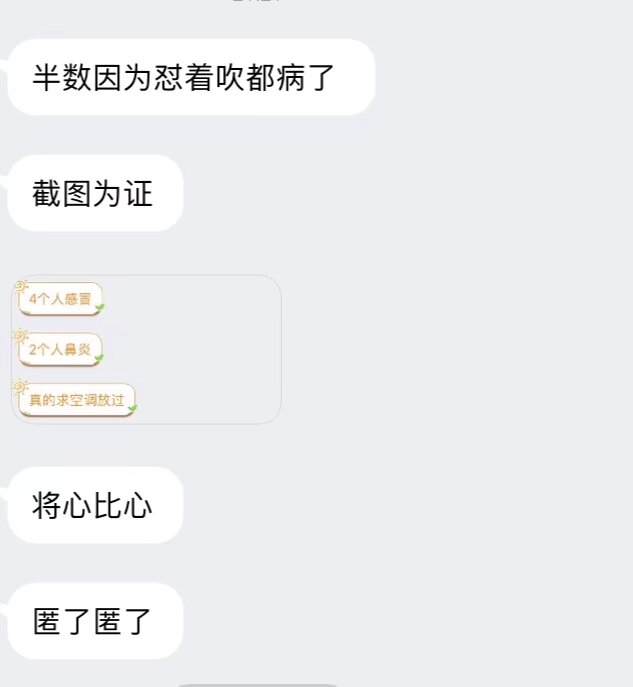 半数因为怼着吹都病了
截图为证
4个人感冒
2个人鼻炎
真的求空调放过
将心比心
匿了匿了